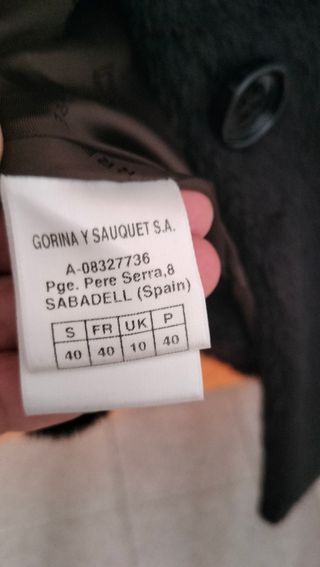 GORINA Y SAUQUET S.A.
A-08327736
Pge. Pere Serra,8
SABADELL (Spain)
S FR UK P
40 40 10 40